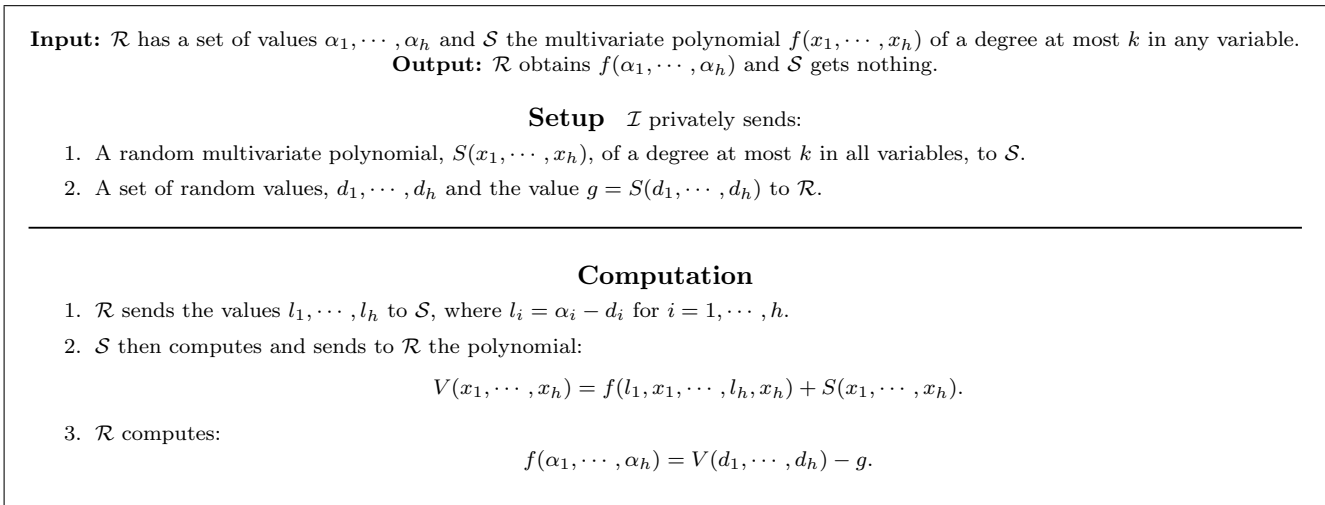 Input: R has a set of values α1, ⋯ , αh and S the multivariate polynomial f(x1, ⋯ , xh) of a degree at most k in any variable.
Output: R obtains f(α1, ⋯ , αh) and S gets nothing.
Setup I privately sends:
1. A random multivariate polynomial, S(x1, ⋯ , xh), of a degree at most k in all variables, to S.
2. A set of random values, d1, ⋯ , dh and the value g = S(d1, ⋯ , dh) to R.
Computation
1. R sends the values l1, ⋯ , lh to S, where li = αi − di for i = 1, ⋯ , h.
2. S then computes and sends to R the polynomial:
V(x1, ⋯ , xh) = f(l1, x1, ⋯ , lh, xh) + S(x1, ⋯ , xh).
3. R computes:
f(α1, ⋯ , αh) = V(d1, ⋯ , dh) − g.